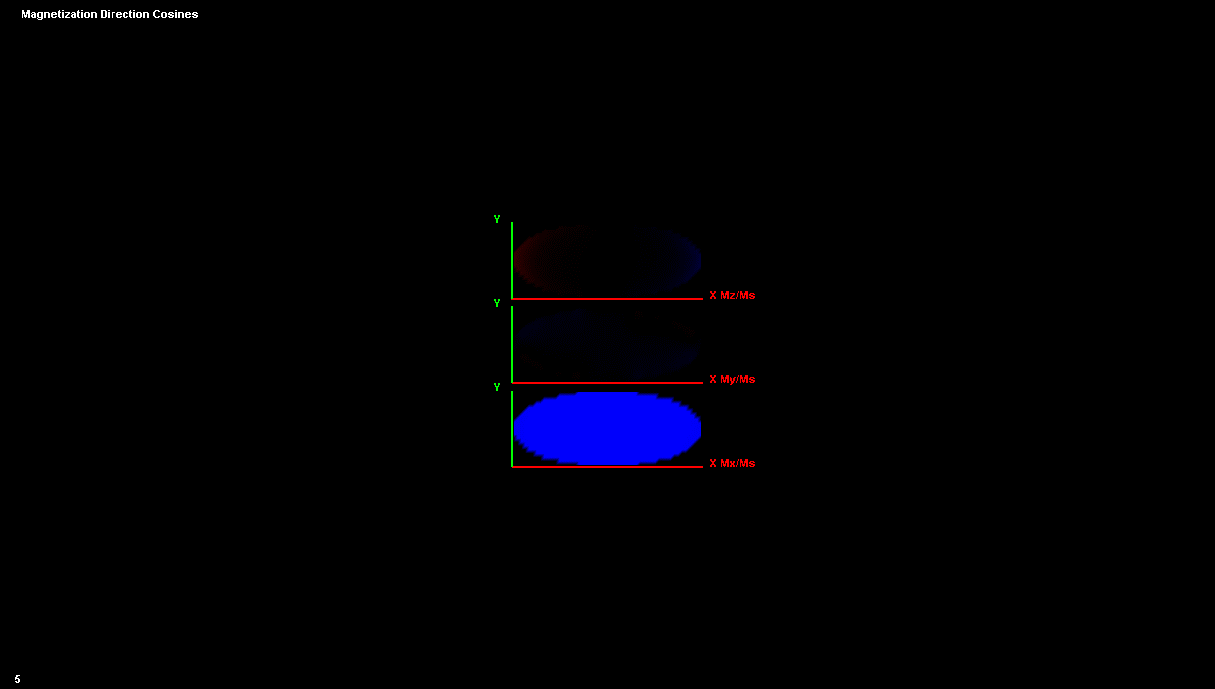 Magnetization Direction Cosines
Y
X Mz/Ms
Y
X My/Ms
Y
X Mx/Ms
5